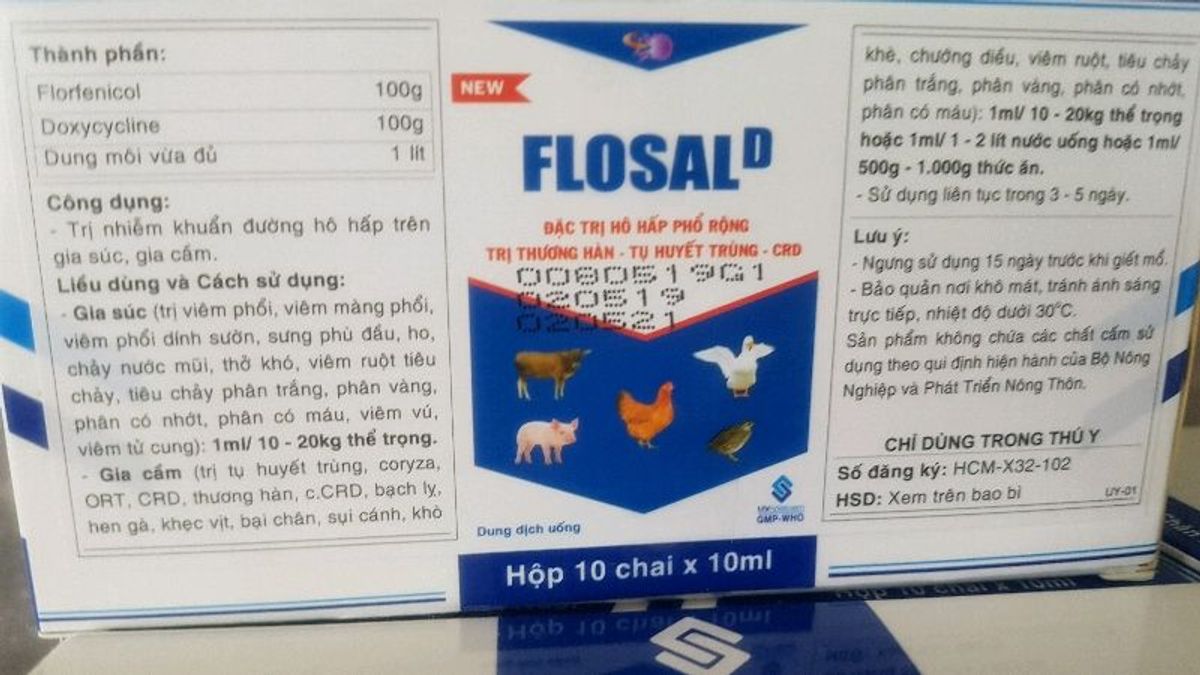 Thành phần:
Florfenicol 100g
Doxycycline 100g
Dung môi vừa đủ 1 lít
Công dụng:
- Trị nhiễm khuẩn đường hô hấp trên
gia súc, gia cầm.
Liều dùng và Cách sử dụng:
- Gia súc (trị viêm phổi, viêm màng phổi,
viêm phổi dính sườn, sưng phù đầu, ho,
chảy nước mũi, thở khó, viêm ruột tiêu
chảy, tiêu chảy phân trắng, phân vàng,
phân có nhớt, phân có máu, viêm vú,
viêm tử cung): 1ml/ 10 - 20kg thể trọng.
- Gia cầm (trị tụ huyết trùng, coryza,
ORT, CRD, thương hàn, c.CRD, bạch lỵ,
hen gà, khẹc vịt, bại chân, sụi cánh, khò
NEW
FLOSAL D
ĐẶC TRỊ HÔ HẤP PHỔ RỘNG
TRỊ THƯƠNG HÀN - TỤ HUYẾT TRÙNG - CRD
0080519G1
020519
020521
GMP-WHO
Dung dịch uống
Hộp 10 chai x 10ml
khè, chướng diều, viêm ruột, tiêu chảy
phân trắng, phân vàng, phân có nhớt,
phân có máu): 1ml/ 10 - 20kg thể trọng
hoặc 1ml/ 1 - 2 lít nước uống hoặc 1ml/
500g - 1.000g thức ăn.
- Sử dụng liên tục trong 3 - 5 ngày.
Lưu ý:
- Ngưng sử dụng 15 ngày trước khi giết mổ.
- Bảo quản nơi khô mát, tránh ánh sáng
trực tiếp, nhiệt độ dưới 30°C.
Sản phẩm không chứa các chất cấm sử
dụng theo qui định hiện hành của Bộ Nông
Nghiệp và Phát Triển Nông Thôn.
CHỈ DÙNG TRONG THÚ Y
Số đăng ký: HCM-X32-102
HSD: Xem trên bao bì
UY-01
Hộp 10 chai x 10ml
Hộp 10 chai x 10ml